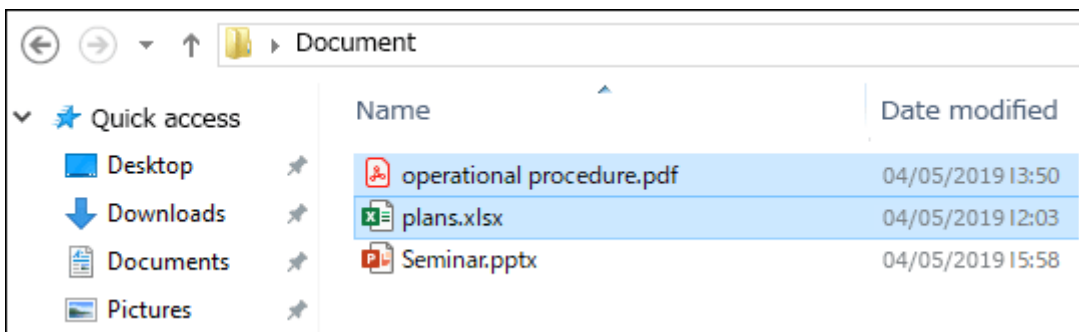 Document
Name Date modified
Quick access
Desktop
operational procedure.pdf 04/05/2019 13:50
Downloads
plans.xlsx 04/05/2019 12:03
Documents
Seminar.pptx 04/05/2019 15:58
Pictures